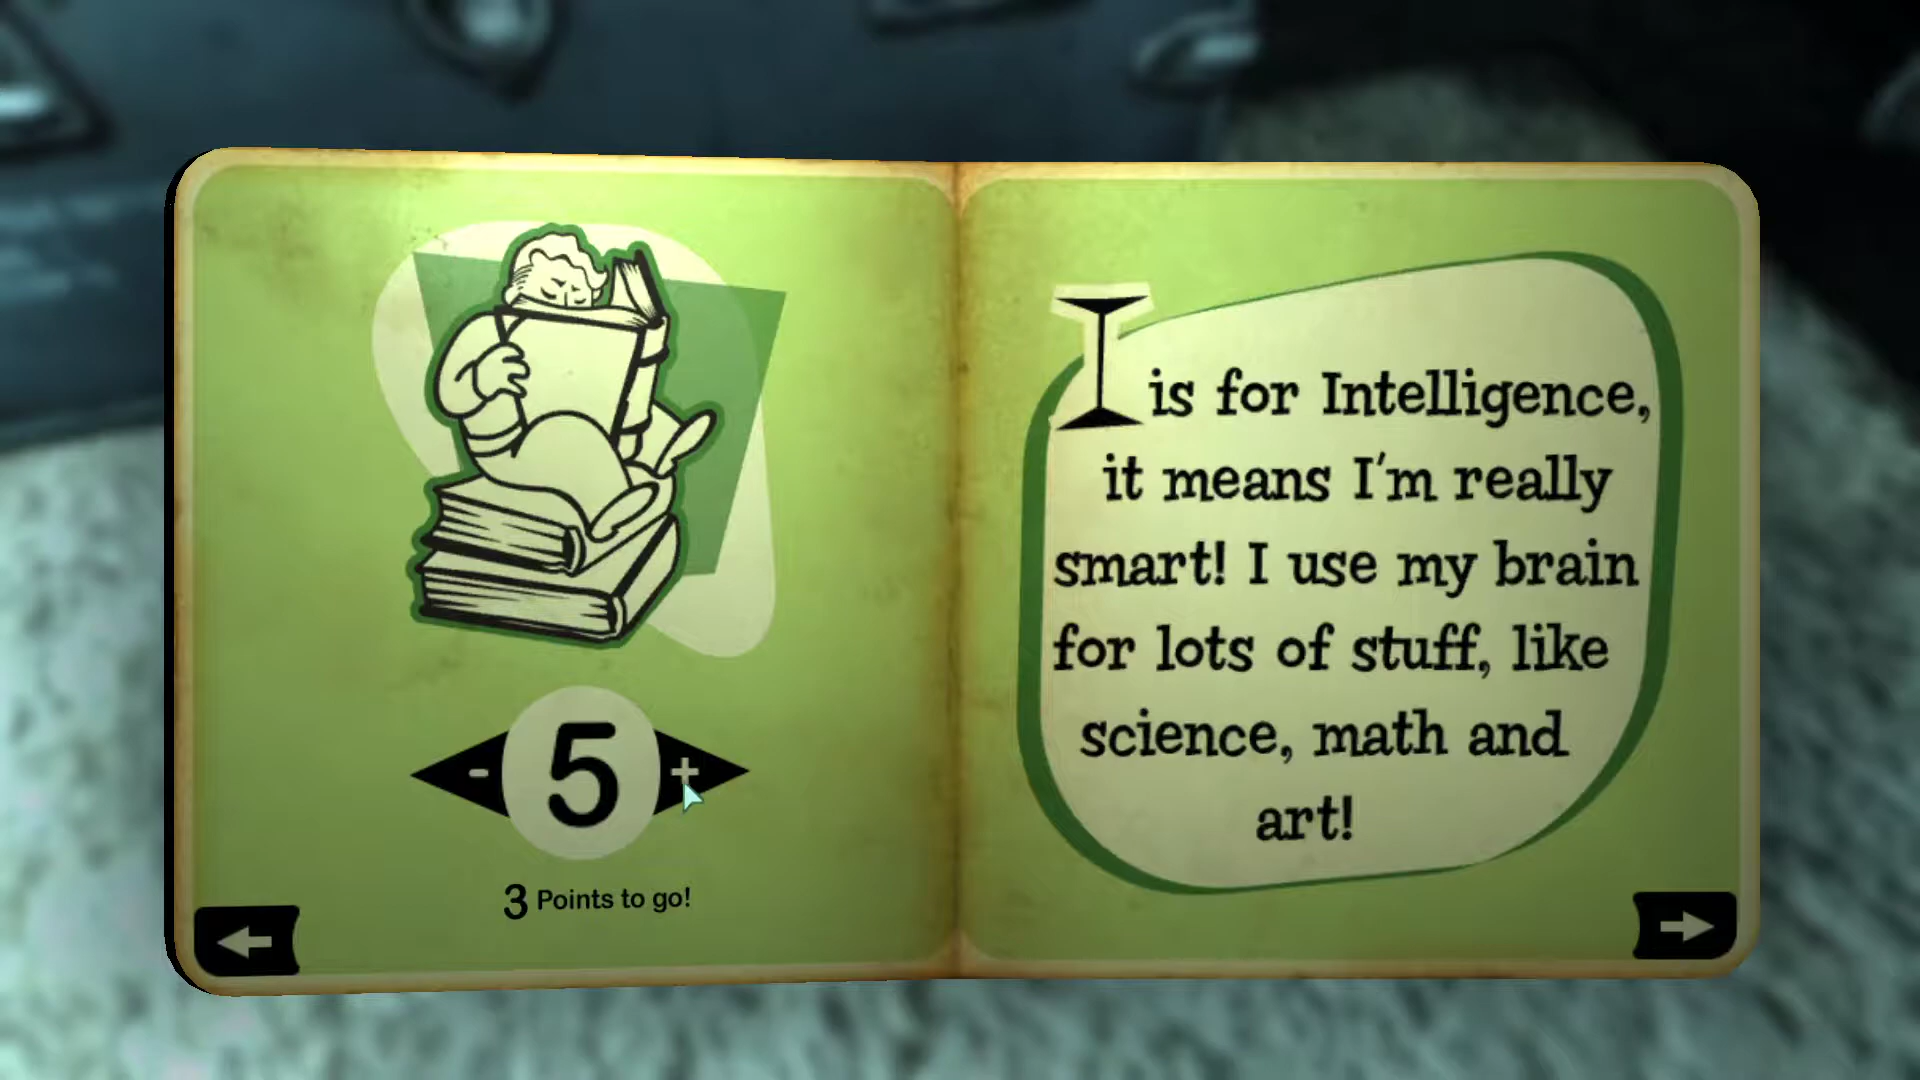 -
5
+
3 Points to go!
I is for Intelligence,
it means I'm really
smart! I use my brain
for lots of stuff, like
science, math and
art!